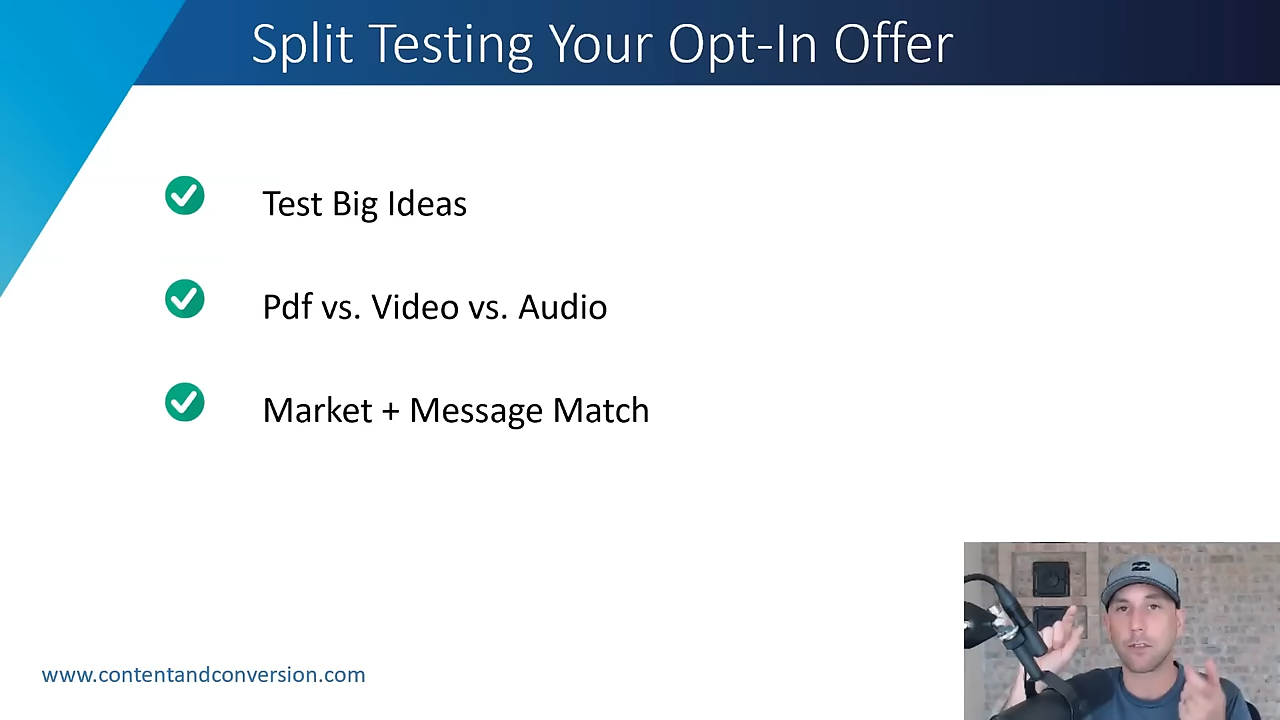 Split Testing Your Opt-In Offer
Test Big Ideas
Pdf vs. Video vs. Audio
Market + Message Match
www.contentandconversion.com